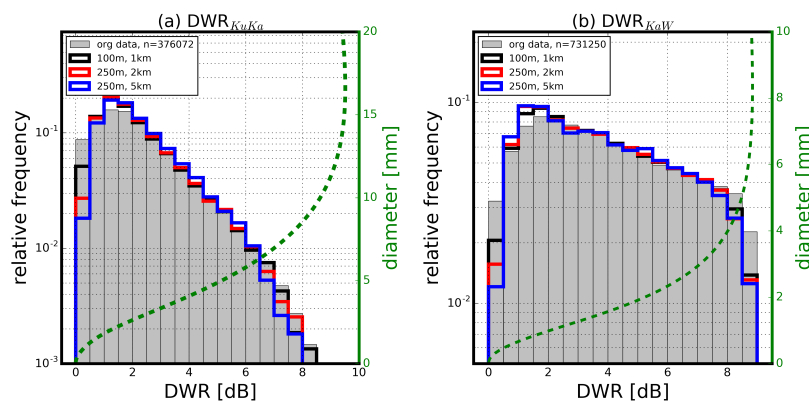 (a) DWR_{KuKa}
org data, n=376072
100m, 1km
250m, 2km
250m, 5km
relative frequency
10^{-1}
10^{-2}
10^{-3}
0 2 4 6 8 10
DWR [dB]
20
15
10
5
0
diameter [mm]
(b) DWR_{KaW}
org data, n=731250
100m, 1km
250m, 2km
250m, 5km
relative frequency
10^{-1}
10^{-2}
0 2 4 6 8
DWR [dB]
10
8
6
4
2
0
diameter [mm]